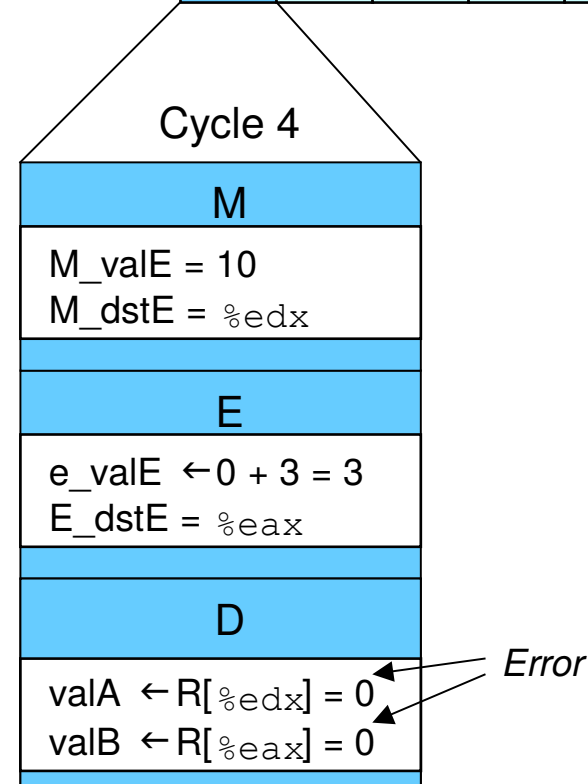 Cycle 4
M
M_valE = 10
M_dstE = %edx
E
e_valE ←0 + 3 = 3
E_dstE = %eax
D
valA ←R[%edx] = 0
Error
valB ←R[%eax] = 0